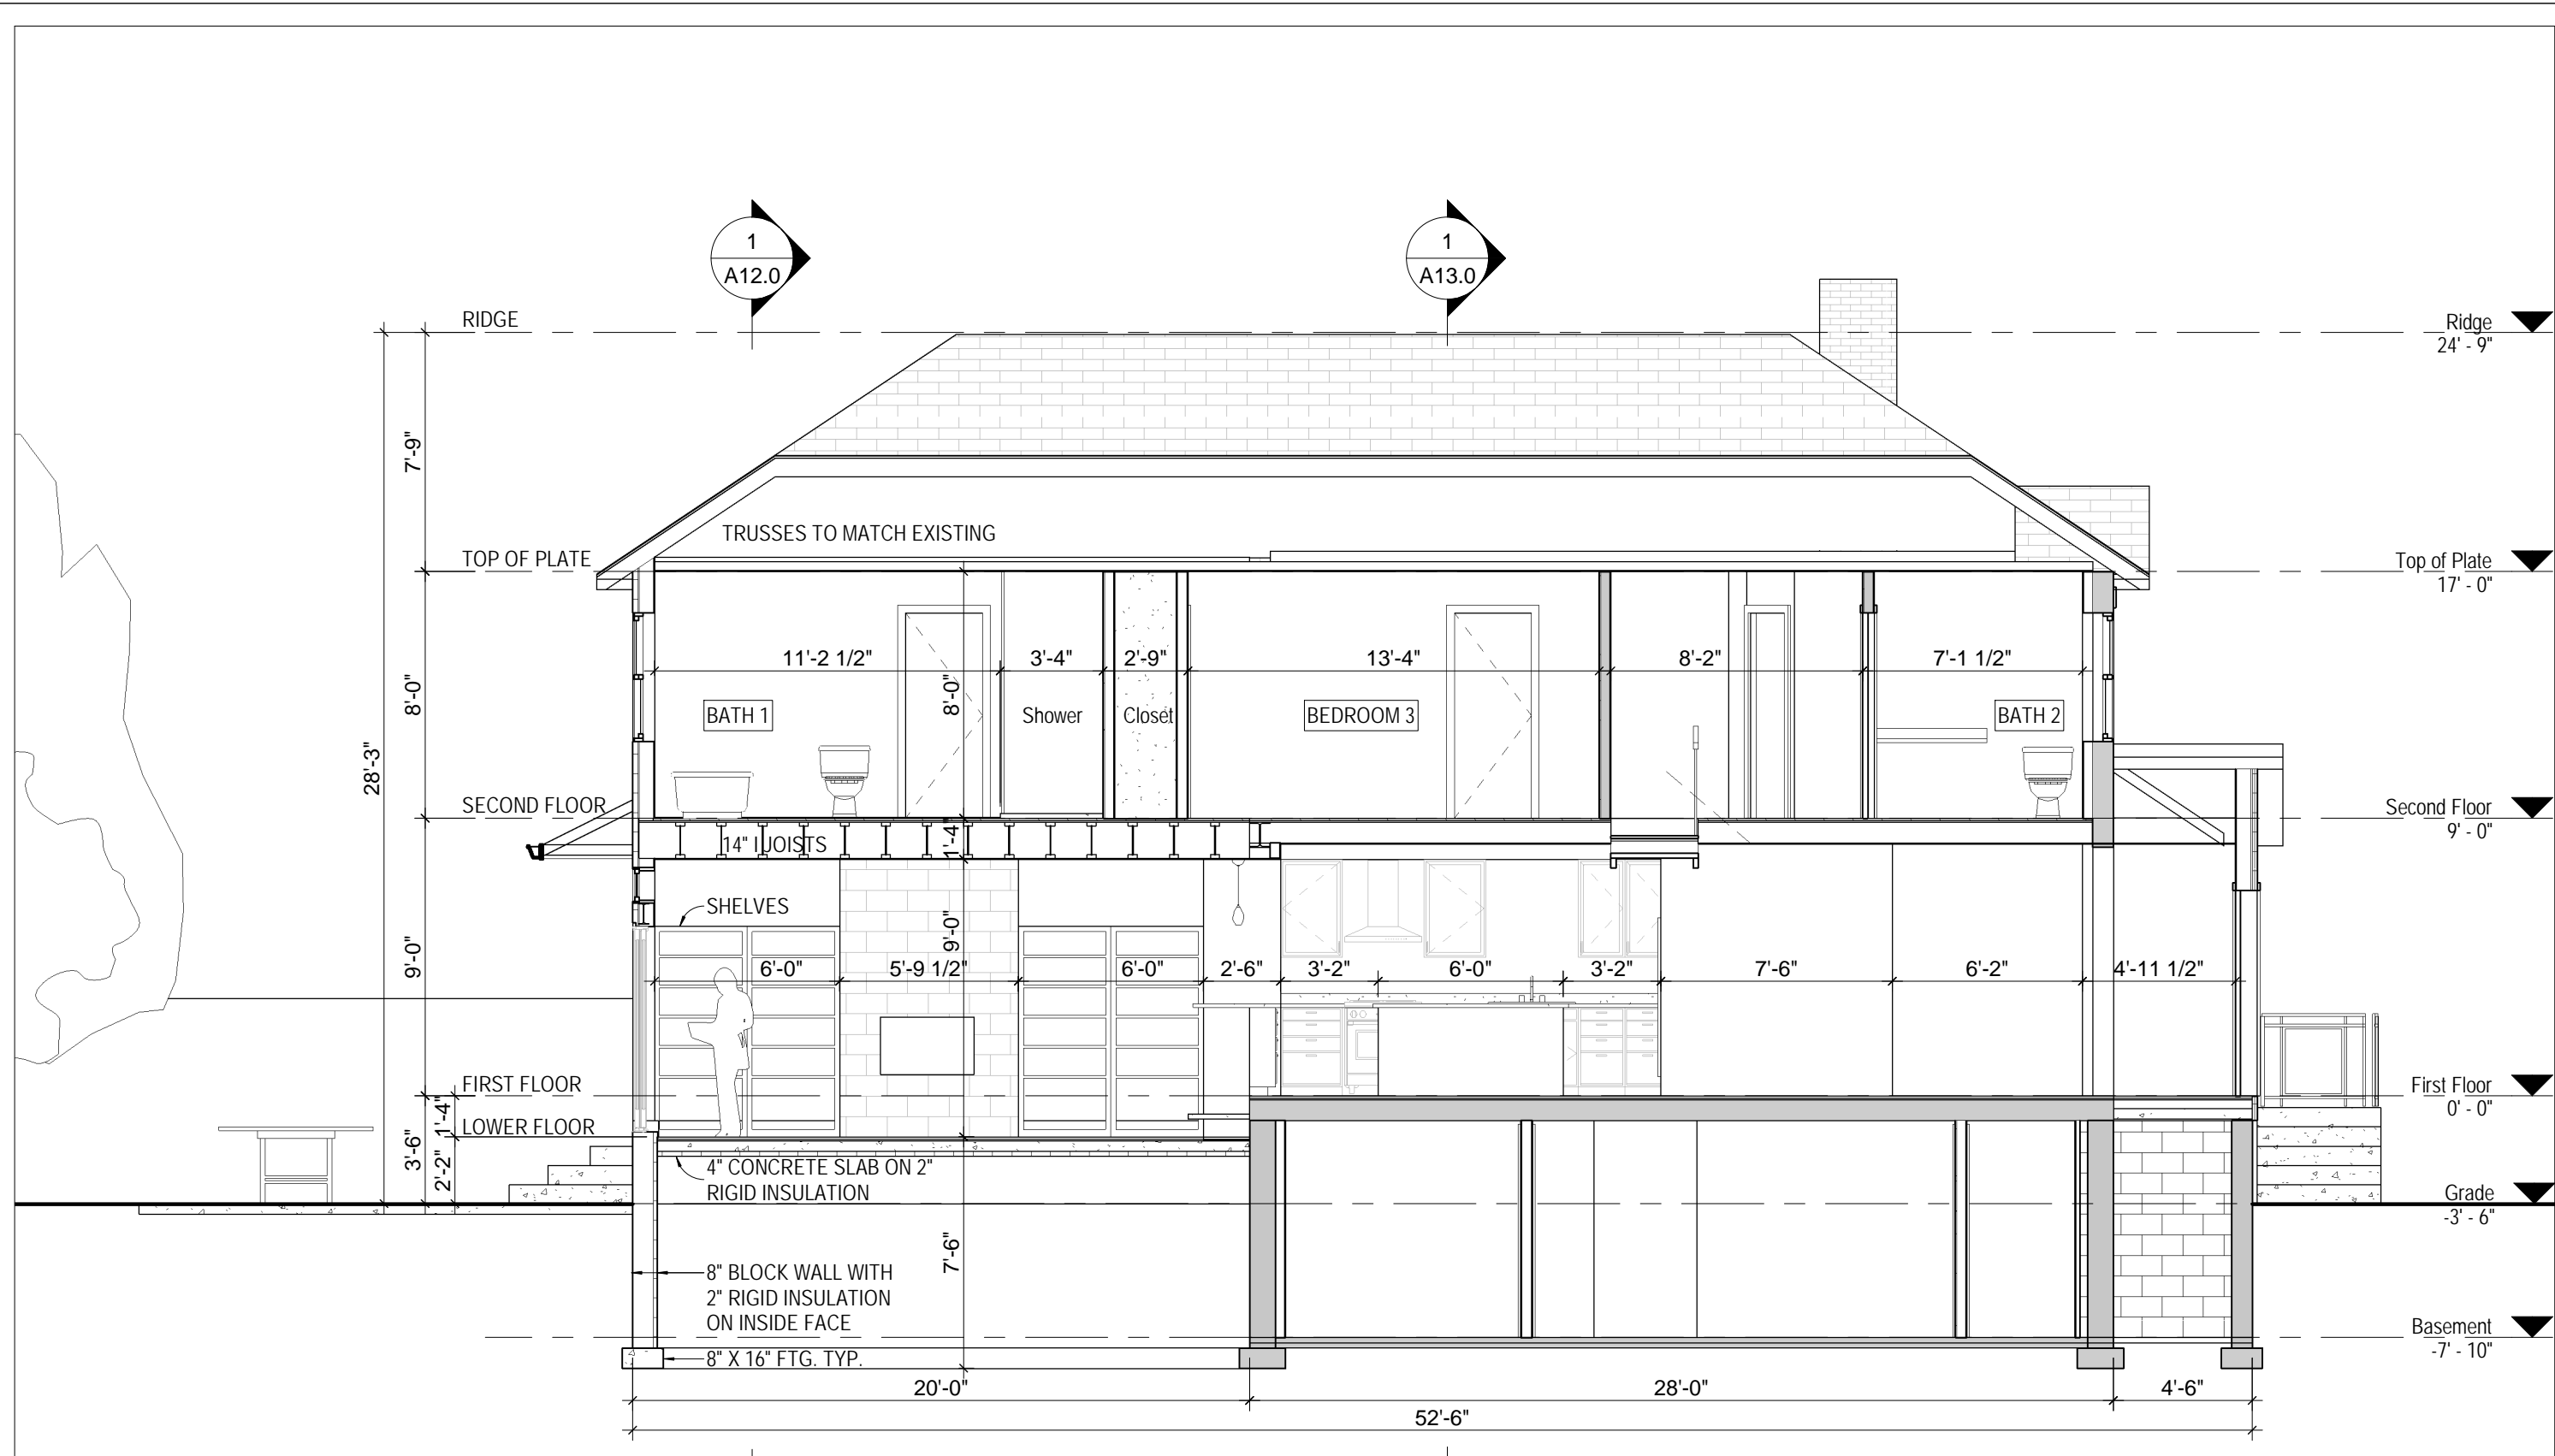 1
A12.0
1
A13.0
RIDGE
Ridge
24' - 9"
7'-9"
TRUSSES TO MATCH EXISTING
TOP OF PLATE
Top of Plate
17' - 0"
11'-2 1/2"
3'-4"
2'-9"
13'-4"
8'-2"
7'-1 1/2"
8'-0"
8'-0"
BATH 1
Shower
Closet
BEDROOM 3
BATH 2
28'-3"
SECOND FLOOR
Second Floor
9' - 0"
14" I JOISTS
1'-4"
SHELVES
9'-0"
9'-0"
6'-0"
5'-9 1/2"
6'-0"
2'-6"
3'-2"
6'-0"
3'-2"
7'-6"
6'-2"
4'-11 1/2"
FIRST FLOOR
First Floor
0' - 0"
1'-4"
LOWER FLOOR
3'-6"
2'-2"
4" CONCRETE SLAB ON 2"
RIGID INSULATION
Grade
-3' - 6"
7'-6"
8" BLOCK WALL WITH
2" RIGID INSULATION
ON INSIDE FACE
Basement
-7' - 10"
8" X 16" FTG. TYP.
20'-0"
28'-0"
4'-6"
52'-6"